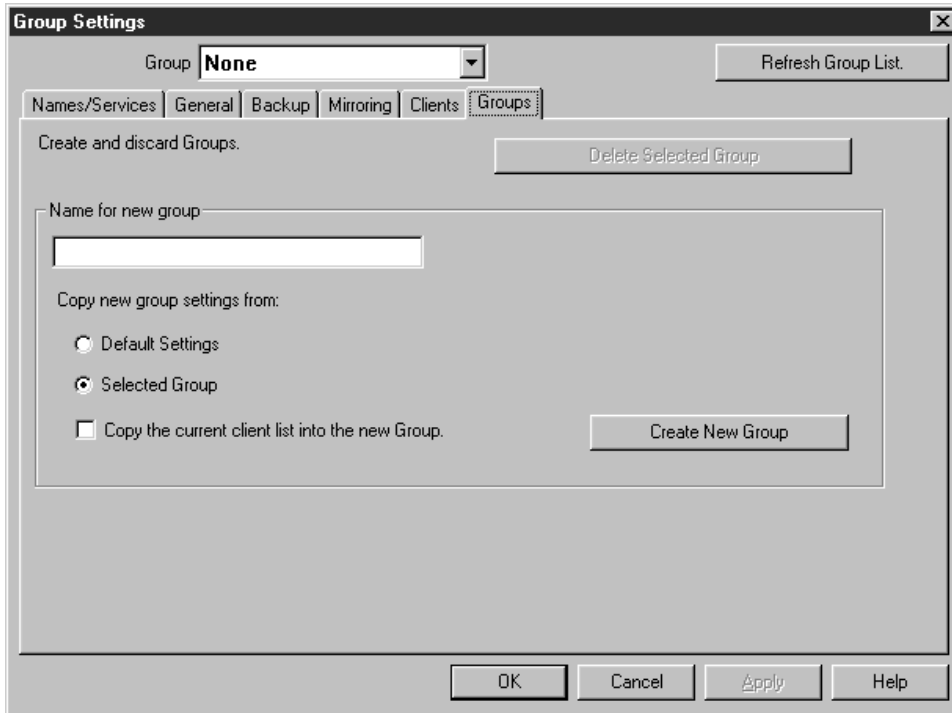 Group Settings
Group None Refresh Group List.
Names/Services General Backup Mirroring Clients Groups
Create and discard Groups. Delete Selected Group
Name for new group
Copy new group settings from:
Default Settings
Selected Group
Copy the current client list into the new Group. Create New Group
OK Cancel Apply Help